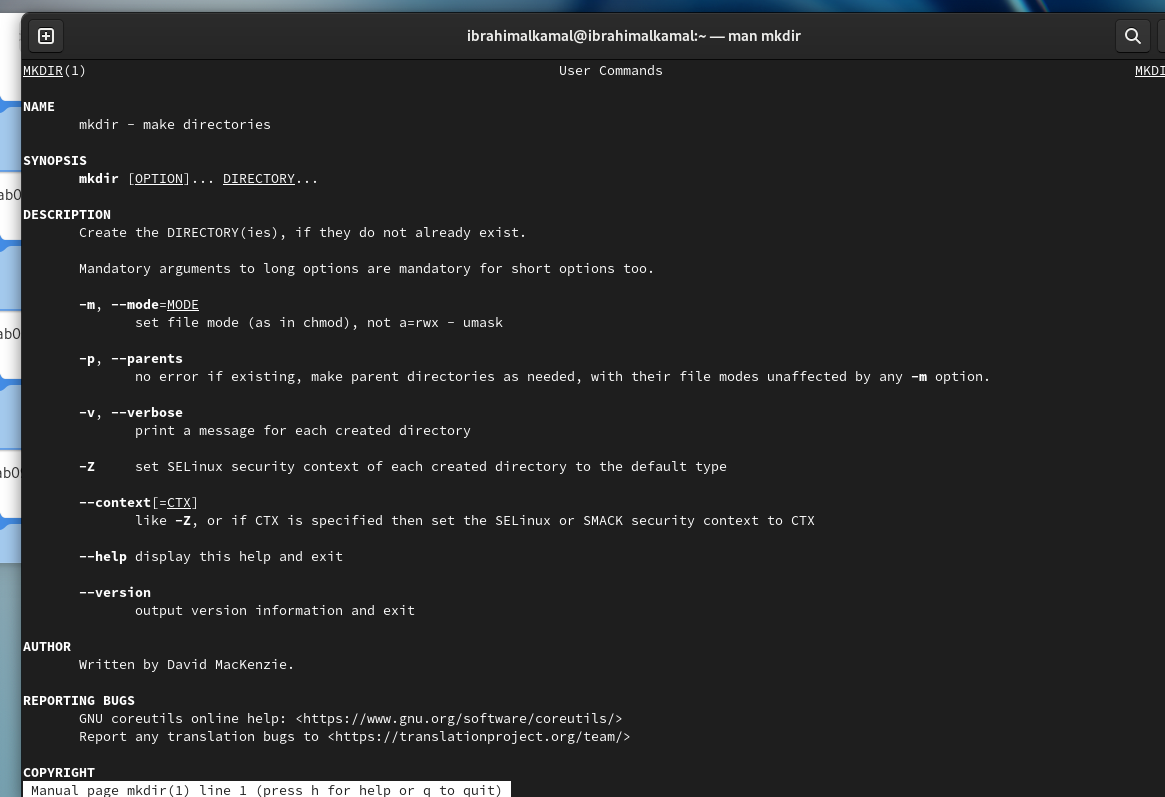 ibrahimalkamal@ibrahimalkamal:~ — man mkdir
MKDIR(1) User Commands MKDI
NAME
mkdir - make directories
SYNOPSIS
mkdir [OPTION]... DIRECTORY...
DESCRIPTION
Create the DIRECTORY(ies), if they do not already exist.
Mandatory arguments to long options are mandatory for short options too.
-m, --mode=MODE
set file mode (as in chmod), not a=rwx - umask
-p, --parents
no error if existing, make parent directories as needed, with their file modes unaffected by any -m option.
-v, --verbose
print a message for each created directory
-Z set SELinux security context of each created directory to the default type
--context[=CTX]
like -Z, or if CTX is specified then set the SELinux or SMACK security context to CTX
--help display this help and exit
--version
output version information and exit
AUTHOR
Written by David MacKenzie.
REPORTING BUGS
GNU coreutils online help: <https://www.gnu.org/software/coreutils/>
Report any translation bugs to <https://translationproject.org/team/>
COPYRIGHT
Manual page mkdir(1) line 1 (press h for help or q to quit)